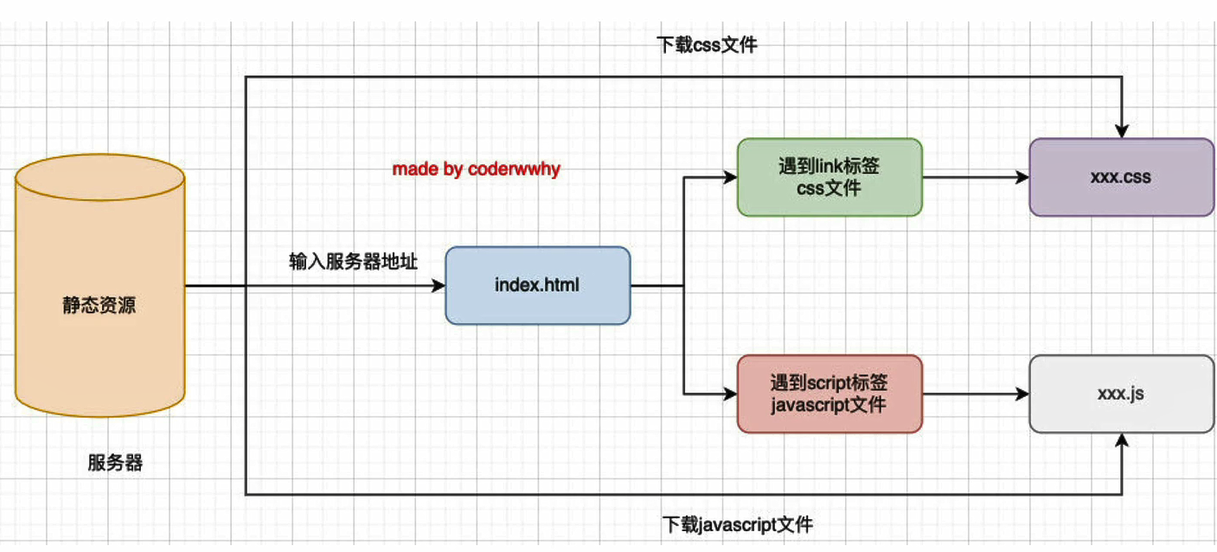 下载css文件
made by coderwwhy
遇到link标签
css文件
xxx.css
输入服务器地址
index.html
静态资源
遇到script标签
javascript文件
xxx.js
服务器
下载javascript文件